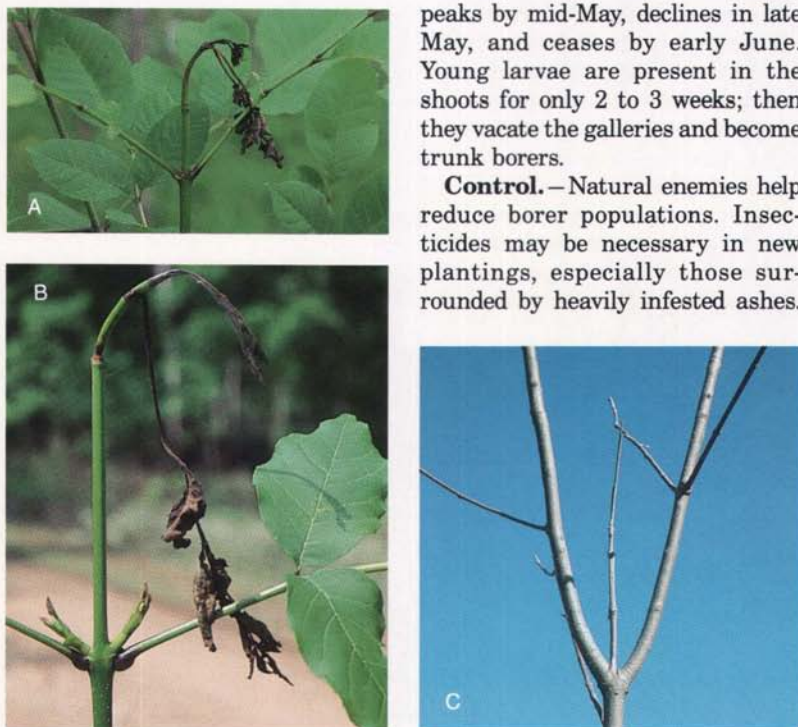 peaks by mid-May, declines in late
May, and ceases by early June.
Young larvae are present in the
shoots for only 2 to 3 weeks; then
they vacate the galleries and become
trunk borers.
Control.—Natural enemies help
reduce borer populations. Insec-
ticides may be necessary in new
plantings, especially those sur-
rounded by heavily infested ashes.
A
B
C